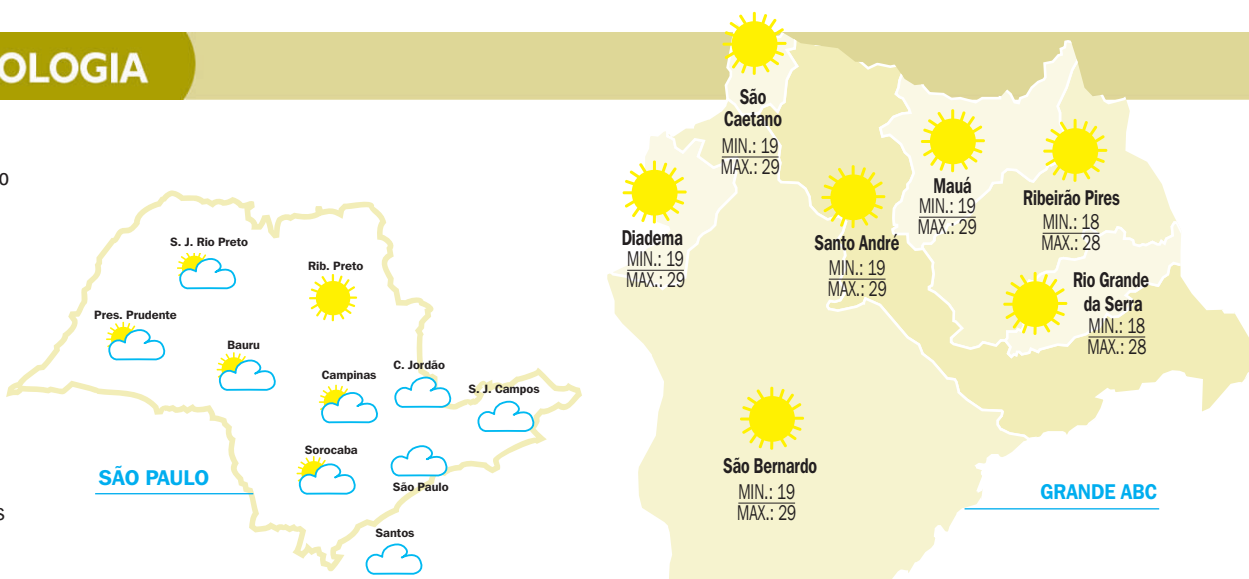 OLOGIA
O
S
S. J. Rio Preto
Rib. Preto
Pres. Prudente
Bauru
Campinas
C. Jordão
S. J. Campos
Sorocaba
São Paulo
Santos
SÃO PAULO
São
Caetano
MIN.: 19
MAX.: 29
Diadema
MIN.: 19
MAX.: 29
Santo André
MIN.: 19
MAX.: 29
Mauá
MIN.: 19
MAX.: 29
Ribeirão Pires
MIN.: 18
MAX.: 28
Rio Grande
da Serra
MIN.: 18
MAX.: 28
São Bernardo
MIN.: 19
MAX.: 29
GRANDE ABC